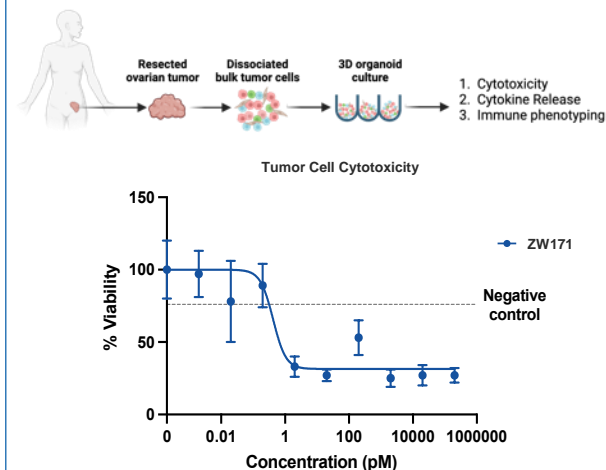 Resected
ovarian tumor
Dissociated
bulk tumor cells
3D organoid
culture
1. Cytotoxicity
2. Cytokine Release
3. Immune phenotyping
Tumor Cell Cytotoxicity
150
100
50
0
% Viability
ZW171
Negative
control
0 0.01 1 100 10000 1000000
Concentration (pM)